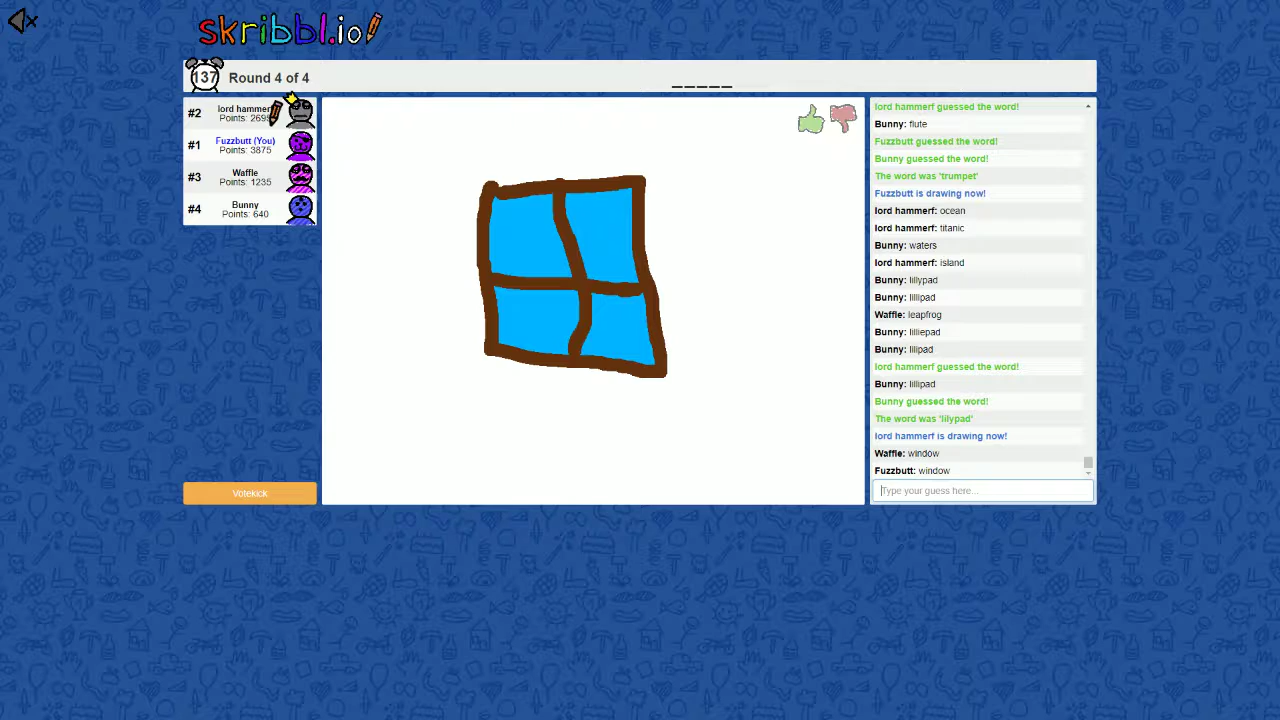 skribbl.io
137 Round 4 of 4
_____
#2 lord hammerf
Points: 2695
#1 Fuzzbutt (You)
Points: 3875
#3 Waffle
Points: 1235
#4 Bunny
Points: 640
Votekick
lord hammerf guessed the word!
Bunny: flute
Fuzzbutt guessed the word!
Bunny guessed the word!
The word was 'trumpet'
Fuzzbutt is drawing now!
lord hammerf: ocean
lord hammerf: titanic
Bunny: waters
lord hammerf: island
Bunny: lillypad
Bunny: lillipad
Waffle: leapfrog
Bunny: lilliepad
Bunny: lilipad
lord hammerf guessed the word!
Bunny: lillipad
Bunny guessed the word!
The word was 'lilypad'
lord hammerf is drawing now!
Waffle: window
Fuzzbutt: window
Type your guess here...